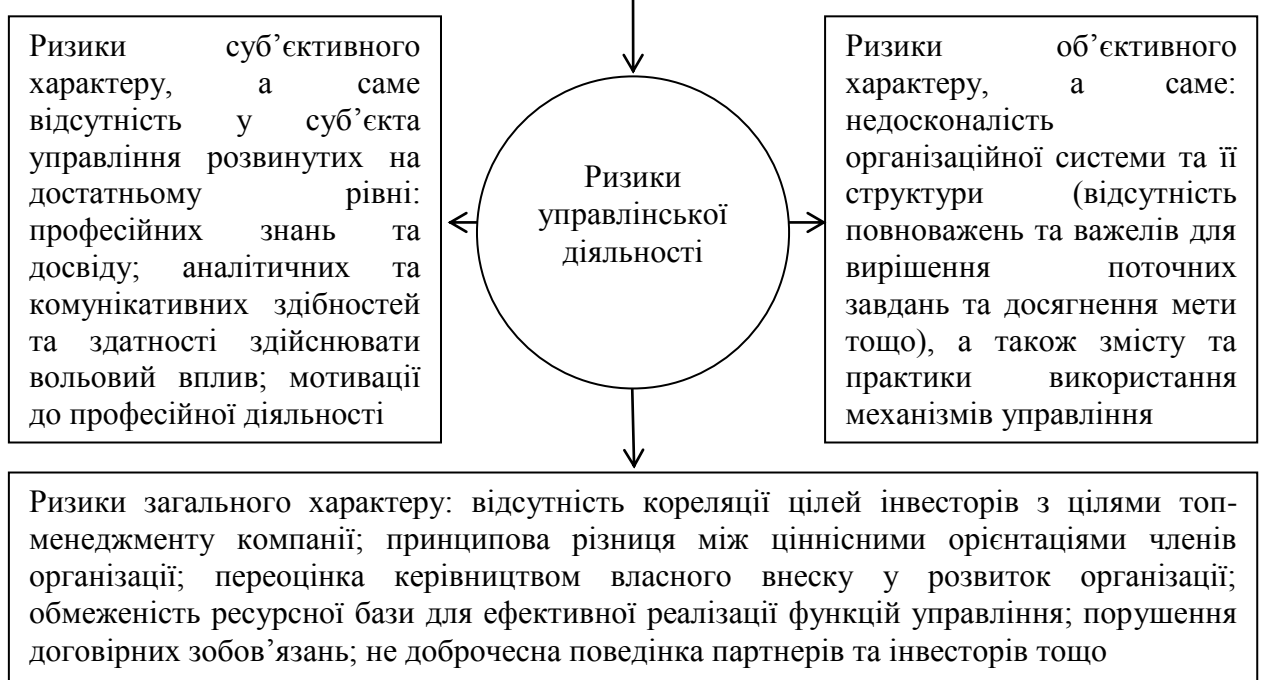 Ризики суб’єктивного
характеру, а саме
відсутність у суб’єкта
управління розвинутих на
достатньому рівні:
професійних знань та
досвіду; аналітичних та
комунікативних здібностей
та здатності здійснювати
вольовий вплив; мотивації
до професійної діяльності
Ризики
управлінської
діяльності
Ризики об’єктивного
характеру, а саме:
недосконалість
організаційної системи та її
структури (відсутність
повноважень та важелів для
вирішення поточних
завдань та досягнення мети
тощо), а також змісту та
практики використання
механізмів управління
Ризики загального характеру: відсутність кореляції цілей інвесторів з цілями топ-
менеджменту компанії; принципова різниця між ціннісними орієнтаціями членів
організації; переоцінка керівництвом власного внеску у розвиток організації;
обмеженість ресурсної бази для ефективної реалізації функцій управління; порушення
договірних зобов’язань; не доброчесна поведінка партнерів та інвесторів тощо